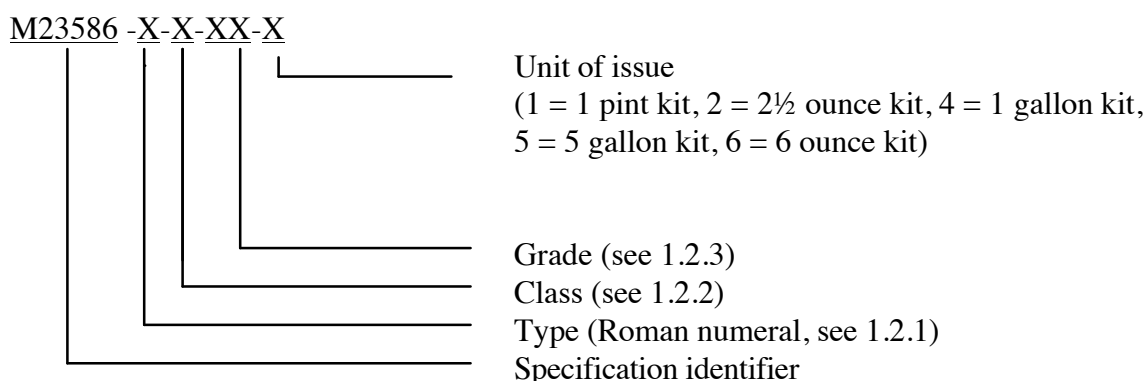 M23586 -X-X-XX-X
Unit of issue
(1 = 1 pint kit, 2 = 2½ ounce kit, 4 = 1 gallon kit,
5 = 5 gallon kit, 6 = 6 ounce kit)
Grade (see 1.2.3)
Class (see 1.2.2)
Type (Roman numeral, see 1.2.1)
Specification identifier